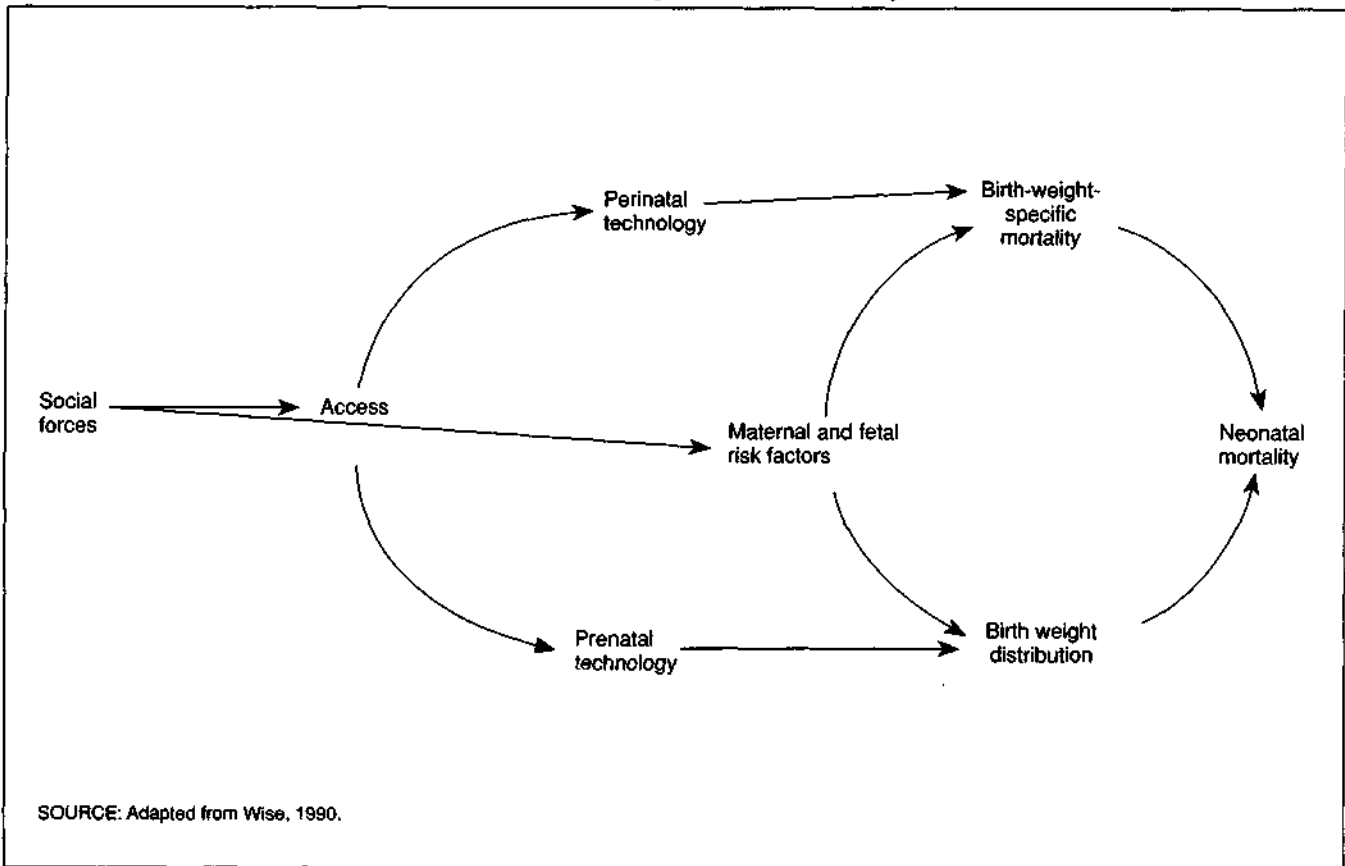 Perinatal
technology
Birth-weight-
specific
mortality
Social
forces
Access
Maternal and fetal
risk factors
Neonatal
mortality
Prenatal
technology
Birth weight
distribution
SOURCE: Adapted from Wise, 1990.